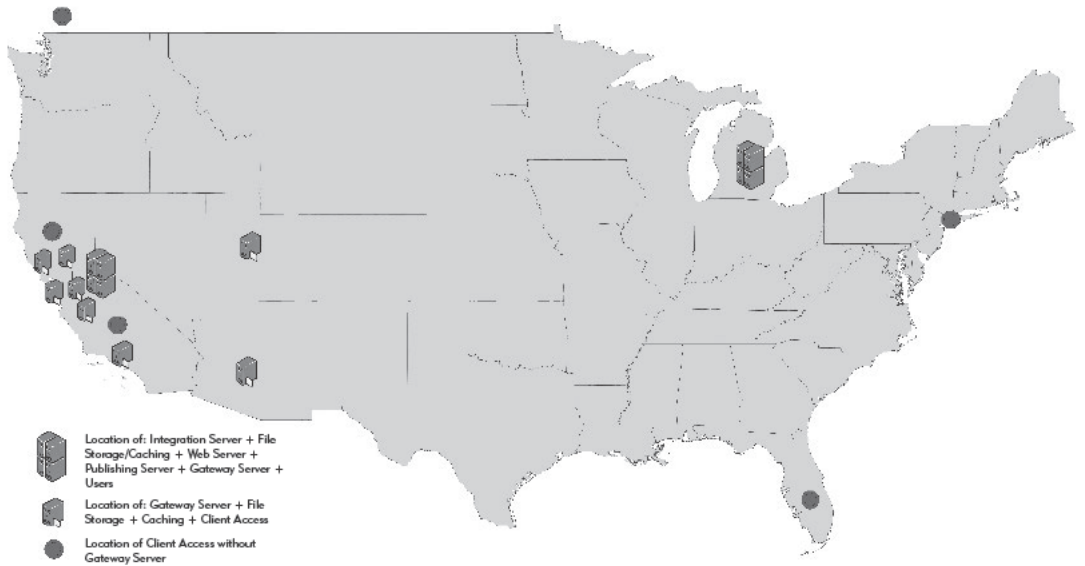 Location of: Integration Server + File
Storage/Caching + Web Server +
Publishing Server + Gateway Server +
Users
Location of: Gateway Server + File
Storage + Caching + Client Access
Location of Client Access without
Gateway Server